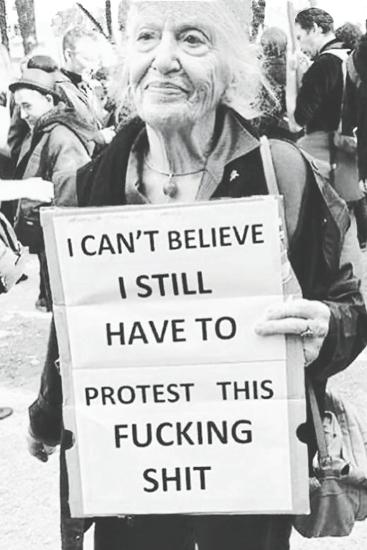 I CAN'T BELIEVE
I STILL
HAVE TO
PROTEST THIS
FUCKING
SHIT